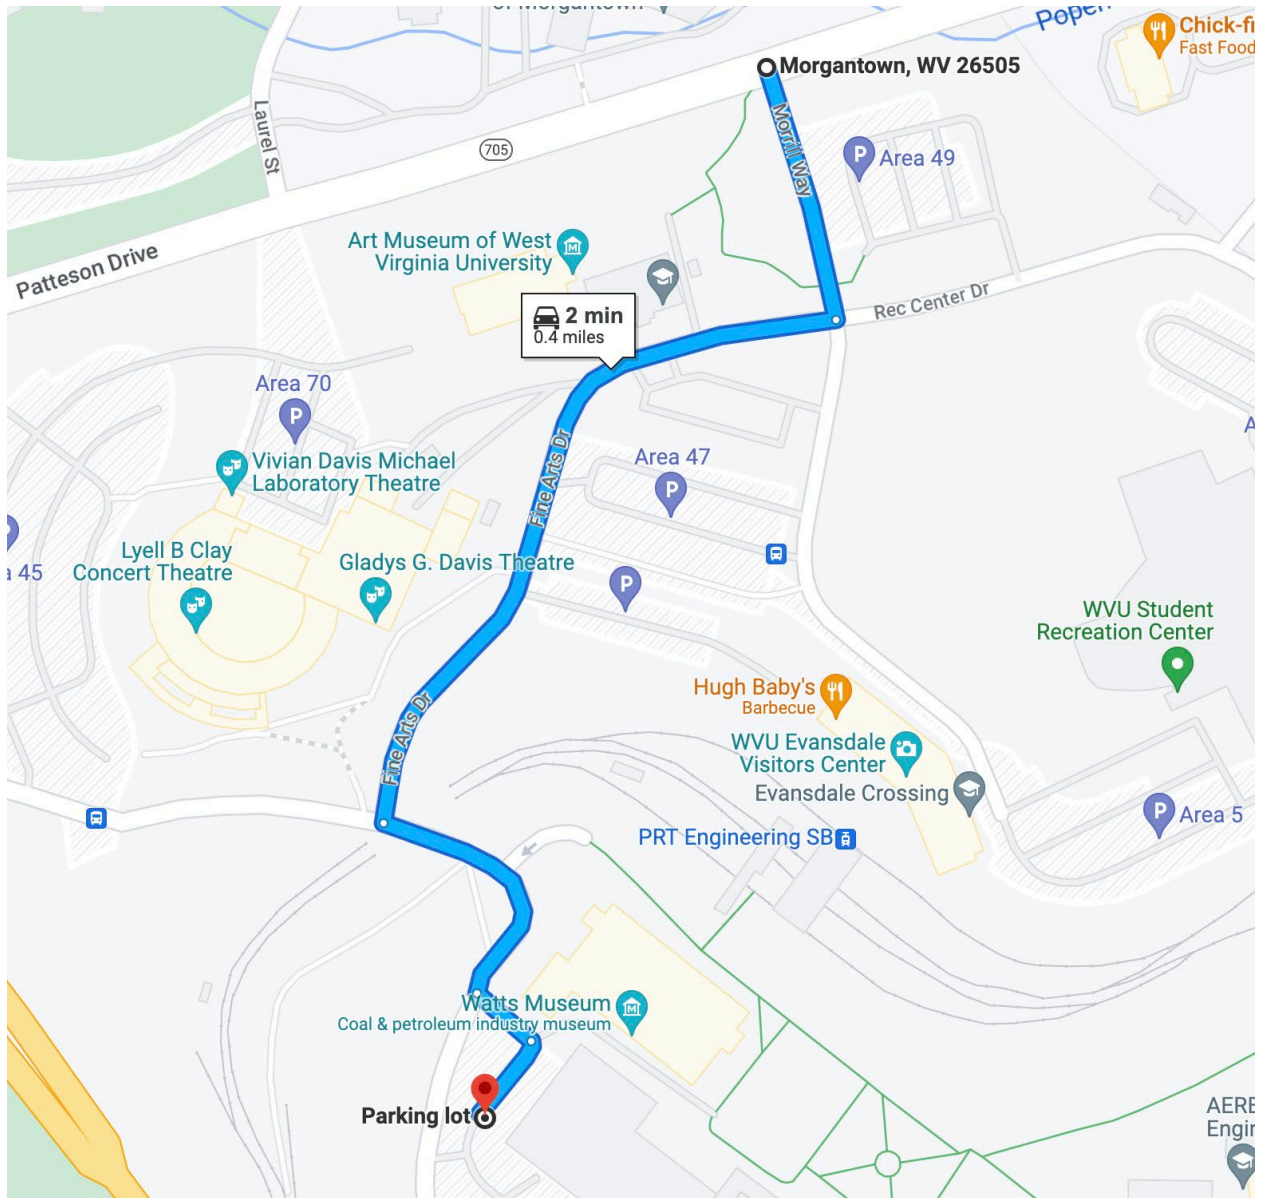 of Morgantown
Chick-fi
Fast Food
Morgantown, WV 26505
Laurel St
Morrill Way
705
P
Area 49
Art Museum of West
Virginia University
Patteson Drive
Rec Center Dr
2 min
0.4 miles
Area 70
P
Fine Arts Dr
Area 47
P
Vivian Davis Michael
Laboratory Theatre
Lyell B Clay
Concert Theatre
Gladys G. Davis Theatre
P
a 45
WVU Student
Recreation Center
Hugh Baby's
Barbecue
Fine Arts Dr
WVU Evansdale
Visitors Center
Evansdale Crossing
P
Area 5
PRT Engineering SB
Watts Museum
Coal & petroleum industry museum
Parking lot
AERB
Engin